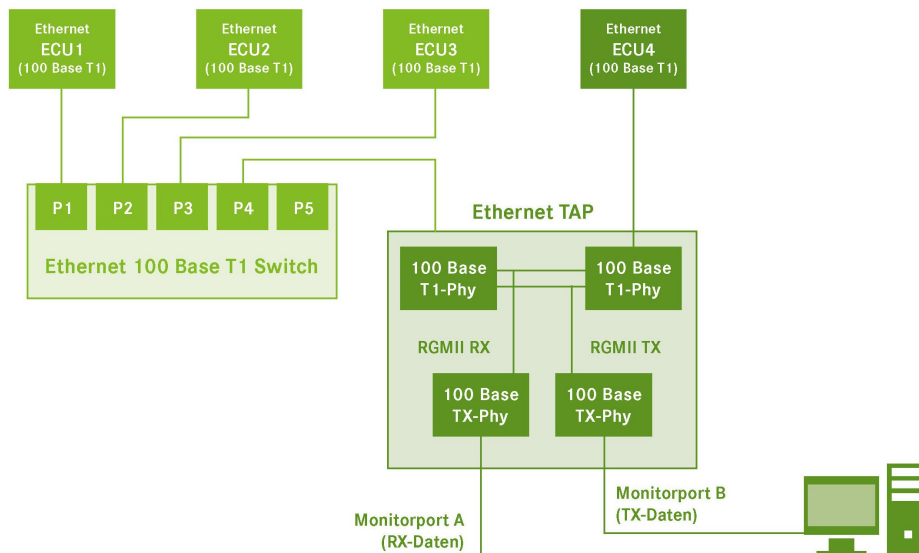 Ethernet
ECU1
(100 Base T1)
Ethernet
ECU2
(100 Base T1)
Ethernet
ECU3
(100 Base T1)
Ethernet
ECU4
(100 Base T1)
P1
P2
P3
P4
P5
Ethernet 100 Base T1 Switch
Ethernet TAP
100 Base
T1-Phy
100 Base
T1-Phy
RGMII RX
RGMII TX
100 Base
TX-Phy
100 Base
TX-Phy
Monitorport A
(RX-Daten)
Monitorport B
(TX-Daten)